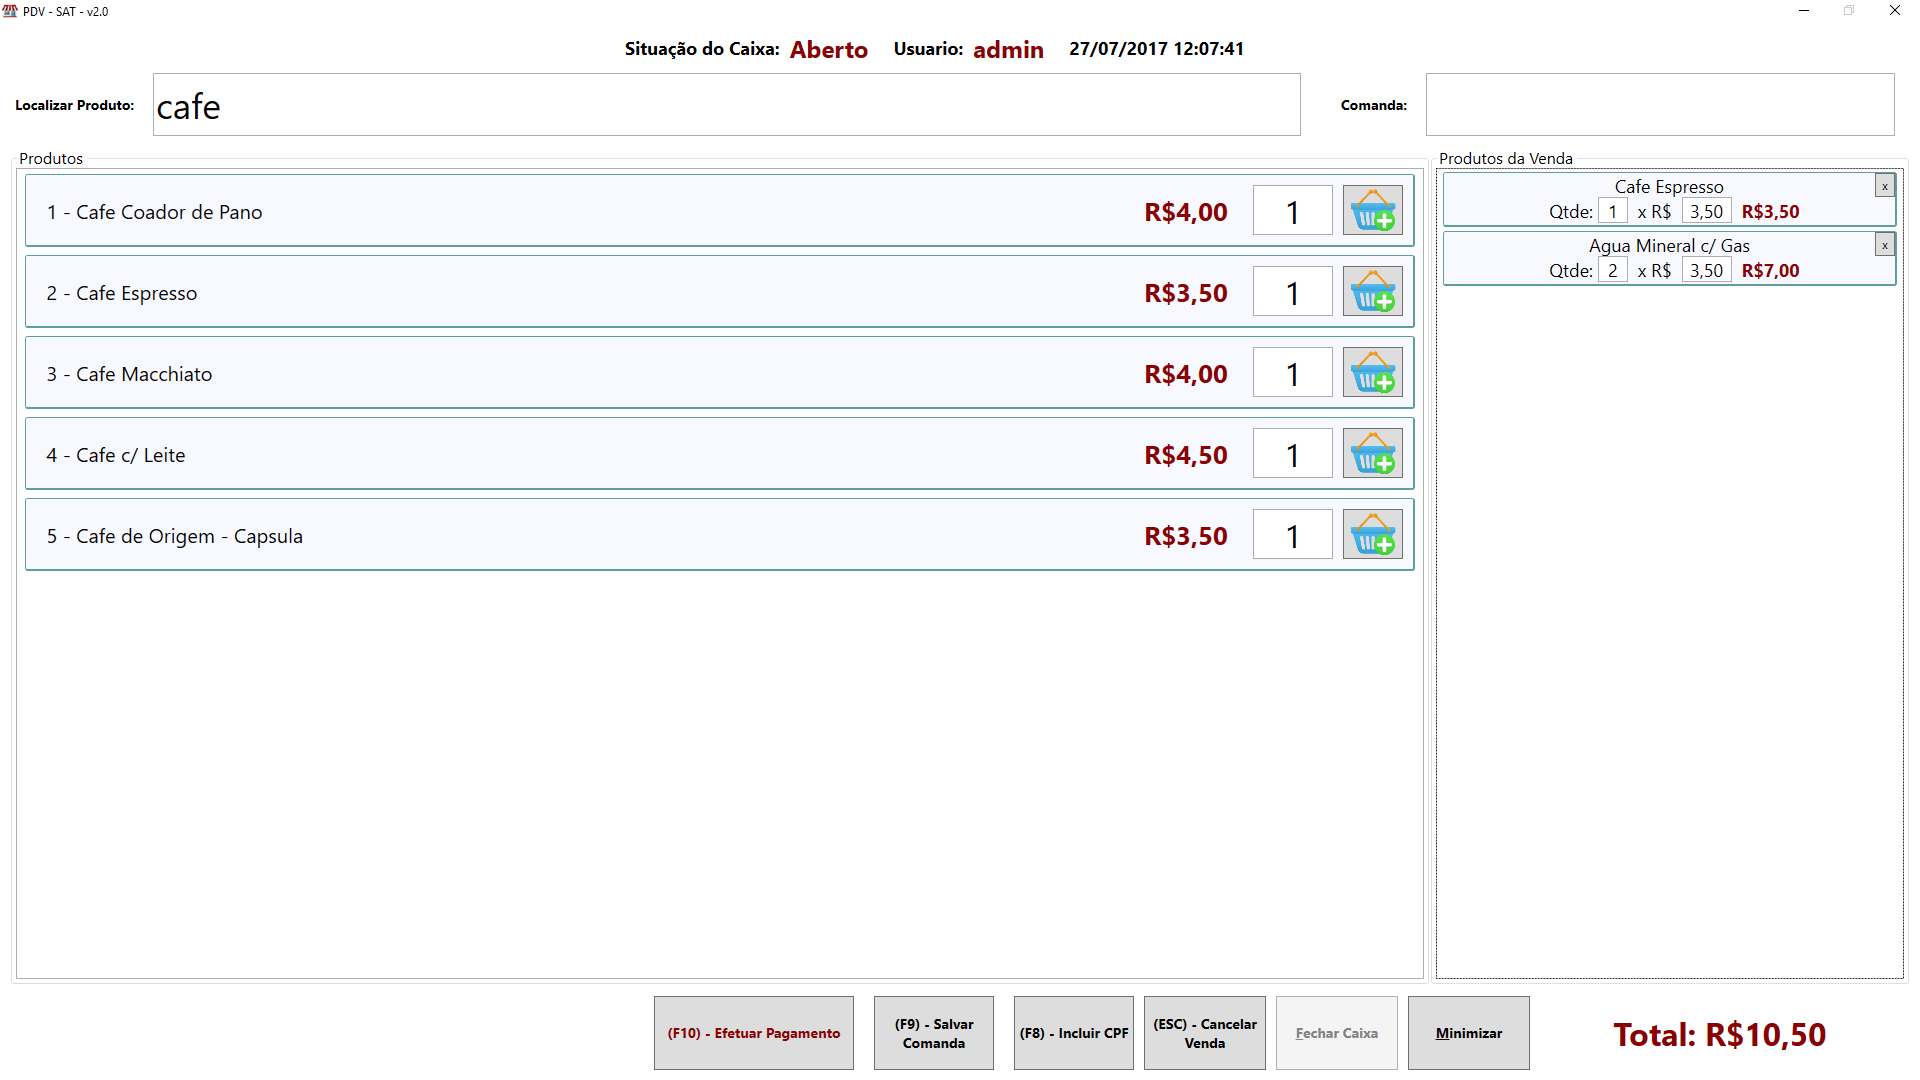 PDV - SAT - v2.0
Situação do Caixa: Aberto Usuario: admin 27/07/2017 12:07:41
Localizar Produto: cafe Comanda:
Produtos
1 - Cafe Coador de Pano R$4,00 1
2 - Cafe Espresso R$3,50 1
3 - Cafe Macchiato R$4,00 1
4 - Cafe c/ Leite R$4,50 1
5 - Cafe de Origem - Capsula R$3,50 1
Produtos da Venda
Cafe Espresso x
Qtde: 1 x R$ 3,50 R$3,50
Agua Mineral c/ Gas x
Qtde: 2 x R$ 3,50 R$7,00
(F10) - Efetuar Pagamento
(F9) - Salvar
Comanda
(F8) - Incluir CPF
(ESC) - Cancelar
Venda
Fechar Caixa
Minimizar
Total: R$10,50